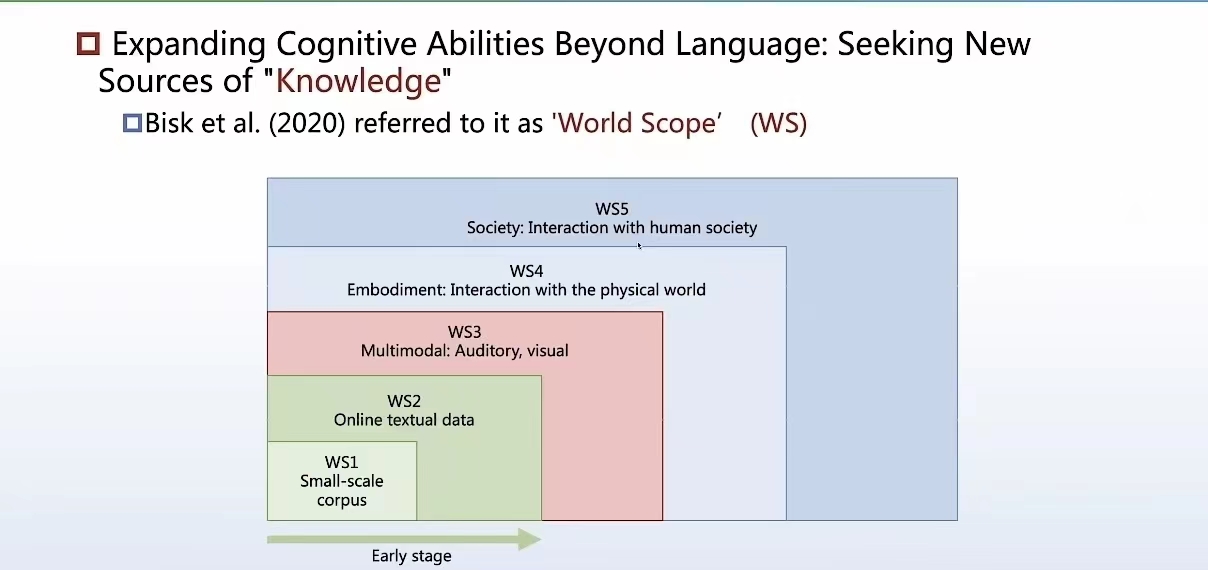 Expanding Cognitive Abilities Beyond Language: Seeking New
Sources of "Knowledge"
Bisk et al. (2020) referred to it as 'World Scope' (WS)
WS5
Society: Interaction with human society
WS4
Embodiment: Interaction with the physical world
WS3
Multimodal: Auditory, visual
WS2
Online textual data
WS1
Small-scale
corpus
Early stage